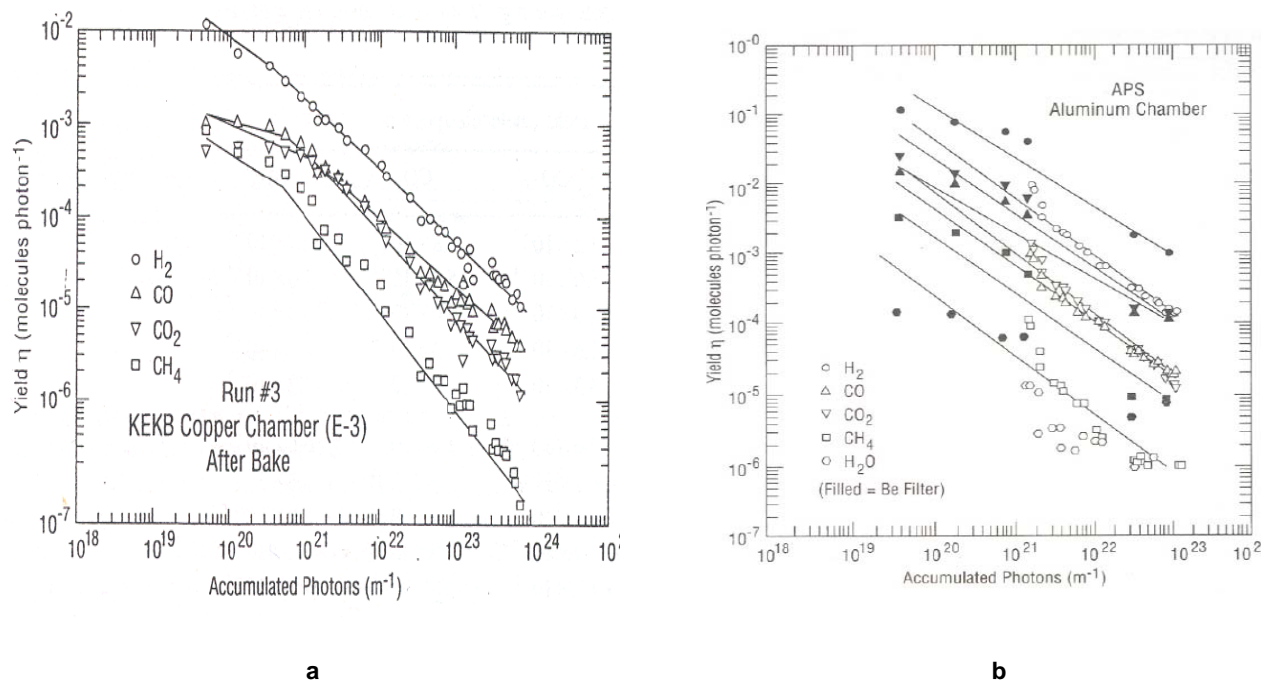 10-2
10-3
10-4
10-5
10-6
10-7
Yield η (molecules photon-1)
H2
CO
CO2
CH4
Run #3
KEKB Copper Chamber (E-3)
After Bake
1018 1019 1020 1021 1022 1023 1024
Accumulated Photons (m-1)
a
10-0
10-1
10-2
10-3
10-4
10-5
10-6
10-7
Yield η (molecules photon-1)
APS
Aluminum Chamber
H2
CO
CO2
CH4
H2O
(Filled = Be Filter)
1018 1019 1020 1021 1022 1023
Accumulated Photons (m-1)
b